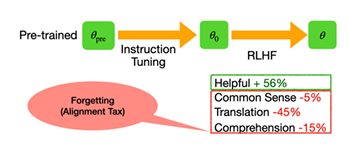 Pre-trained
θpre
Instruction
Tuning
θ0
RLHF
θ
Helpful + 56%
Common Sense -5%
Translation -45%
Comprehension -15%
Forgetting
(Alignment Tax)